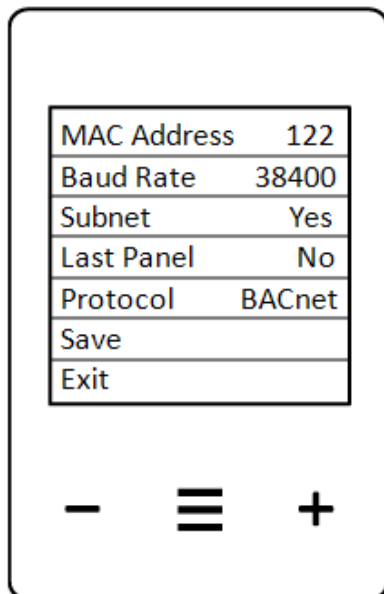 MAC Address 122
Baud Rate 38400
Subnet Yes
Last Panel No
Protocol BACnet
Save
Exit